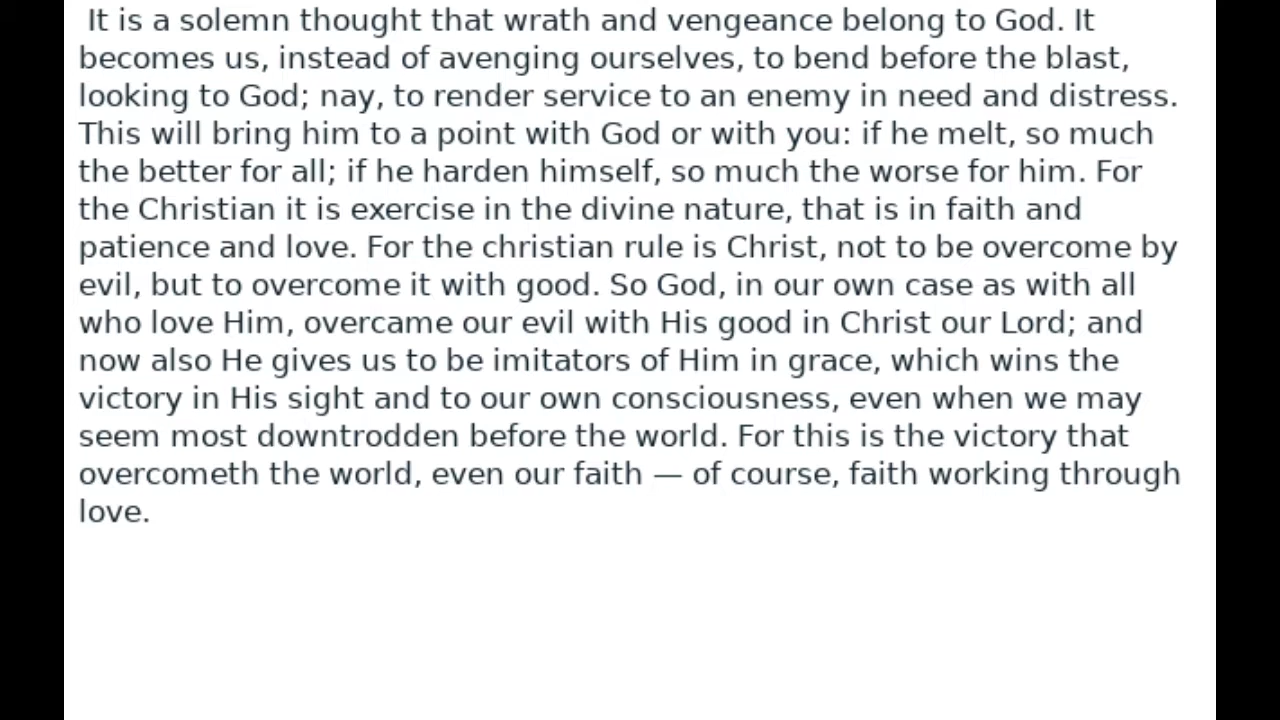 It is a solemn thought that wrath and vengeance belong to God. It
becomes us, instead of avenging ourselves, to bend before the blast,
looking to God; nay, to render service to an enemy in need and distress.
This will bring him to a point with God or with you: if he melt, so much
the better for all; if he harden himself, so much the worse for him. For
the Christian it is exercise in the divine nature, that is in faith and
patience and love. For the christian rule is Christ, not to be overcome by
evil, but to overcome it with good. So God, in our own case as with all
who love Him, overcame our evil with His good in Christ our Lord; and
now also He gives us to be imitators of Him in grace, which wins the
victory in His sight and to our own consciousness, even when we may
seem most downtrodden before the world. For this is the victory that
overcometh the world, even our faith — of course, faith working through
love.